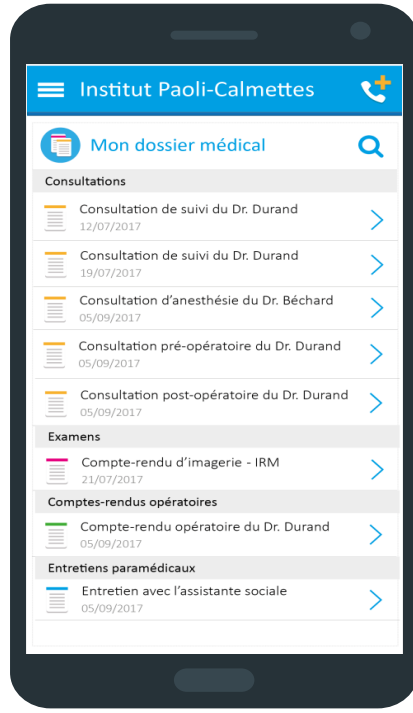 Institut Paoli-Calmettes
Mon dossier médical
Consultations
Consultation de suivi du Dr. Durand
12/07/2017
Consultation de suivi du Dr. Durand
19/07/2017
Consultation d'anesthésie du Dr. Béchard
05/09/2017
Consultation pré-opératoire du Dr. Durand
05/09/2017
Consultation post-opératoire du Dr. Durand
05/09/2017
Examens
Compte-rendu d'imagerie - IRM
21/07/2017
Comptes-rendus opératoires
Compte-rendu opératoire du Dr. Durand
05/09/2017
Entretiens paramédicaux
Entretien avec l'assistante sociale
05/09/2017